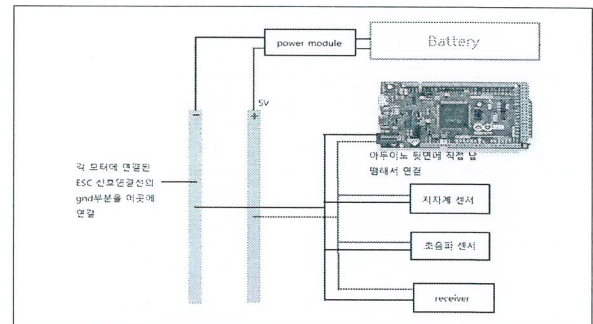 power module
Battery
5V
−
+
아두이노 뒷면에 직접 납
땜해서 연결
각 모터에 연결된
ESC 신호연결선의
gnd부분을 이곳에
연결
지자계 센서
초음파 센서
receiver